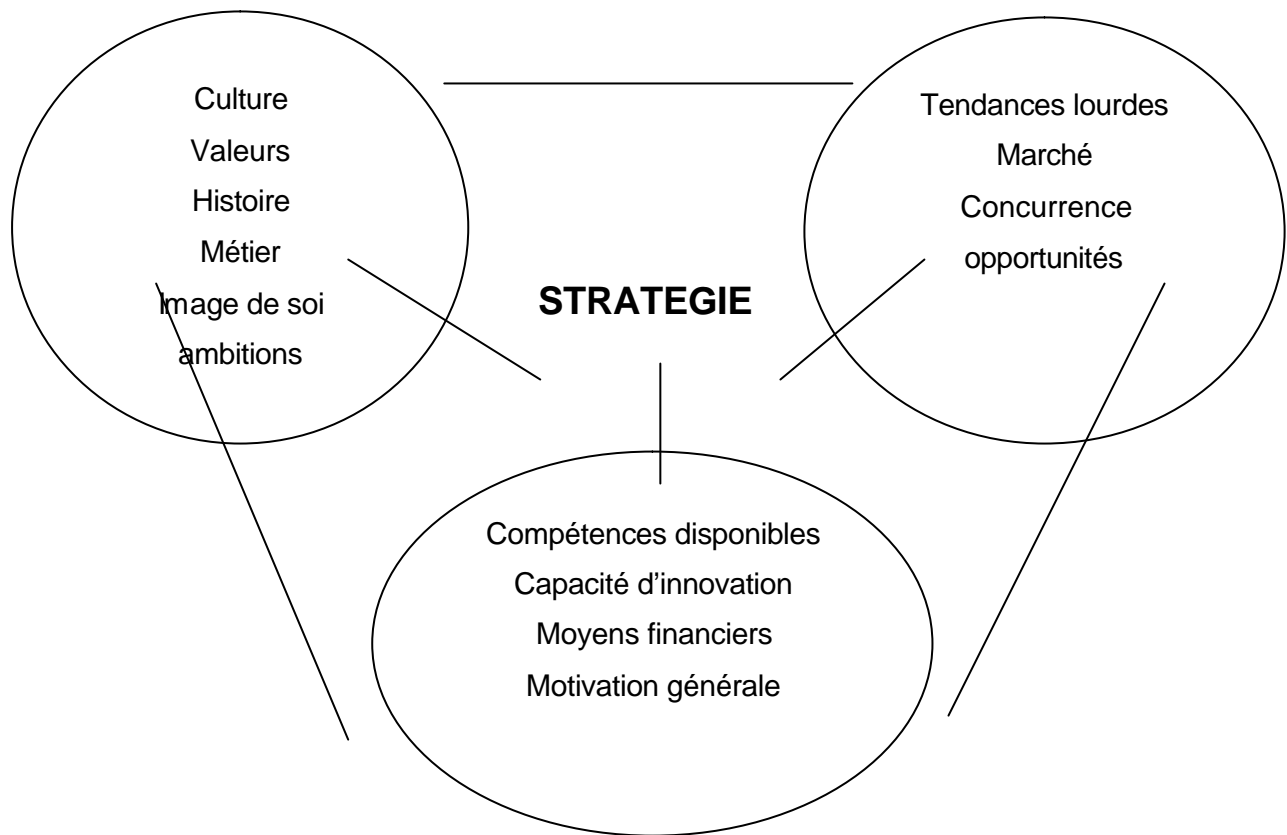 Culture
Valeurs
Histoire
Métier
Image de soi
ambitions
Tendances lourdes
Marché
Concurrence
opportunités
STRATEGIE
Compétences disponibles
Capacité d’innovation
Moyens financiers
Motivation générale